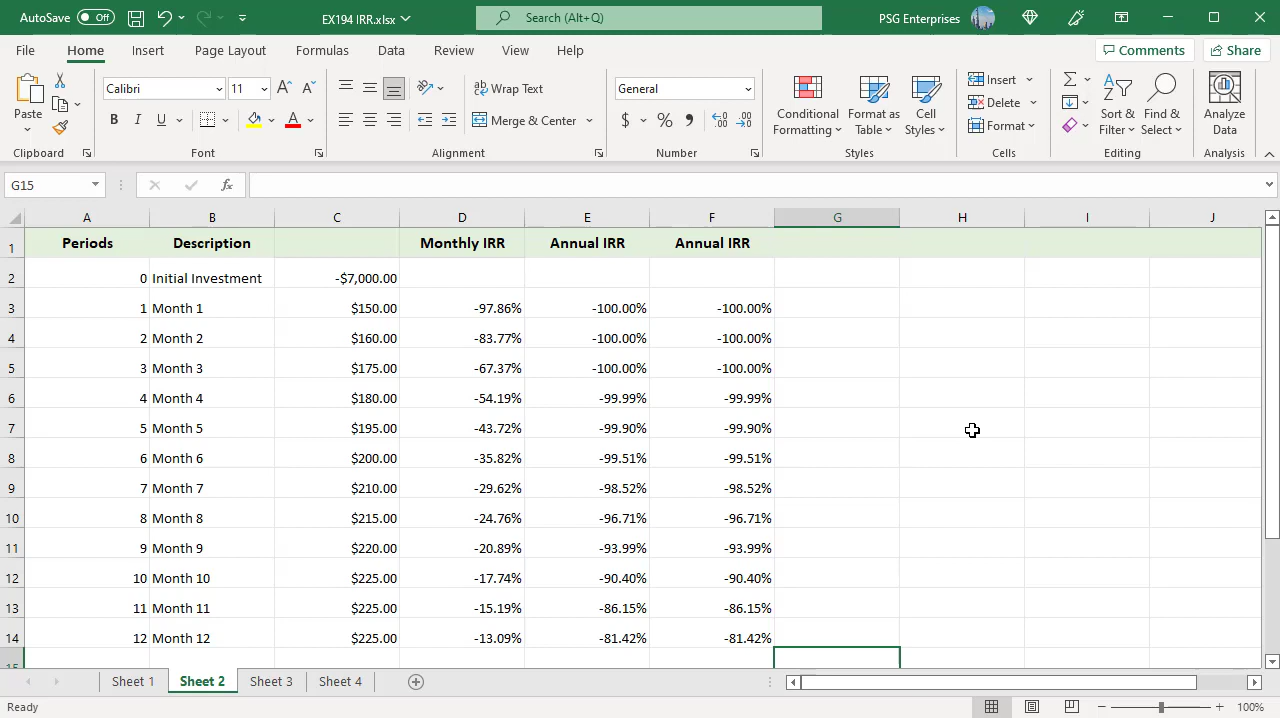 AutoSave Off EX194 IRR.xlsx Search (Alt+Q) PSG Enterprises
File Home Insert Page Layout Formulas Data Review View Help Comments Share
Paste Calibri 11 A A Wrap Text General Conditional Formatting Format as Table Cell Styles Insert Sort & Filter Find & Select Analyze Data
B I U A Merge & Center $ % 9 Delete
Format
Clipboard Font Alignment Number Styles Cells Editing Analysis
G15 fx
A B C D E F G H I J
1 Periods Description Monthly IRR Annual IRR Annual IRR
2 0 Initial Investment -$7,000.00
3 1 Month 1 $150.00 -97.86% -100.00% -100.00%
4 2 Month 2 $160.00 -83.77% -100.00% -100.00%
5 3 Month 3 $175.00 -67.37% -100.00% -100.00%
6 4 Month 4 $180.00 -54.19% -99.99% -99.99%
7 5 Month 5 $195.00 -43.72% -99.90% -99.90%
8 6 Month 6 $200.00 -35.82% -99.51% -99.51%
9 7 Month 7 $210.00 -29.62% -98.52% -98.52%
10 8 Month 8 $215.00 -24.76% -96.71% -96.71%
11 9 Month 9 $220.00 -20.89% -93.99% -93.99%
12 10 Month 10 $225.00 -17.74% -90.40% -90.40%
13 11 Month 11 $225.00 -15.19% -86.15% -86.15%
14 12 Month 12 $225.00 -13.09% -81.42% -81.42%
15
Sheet 1 Sheet 2 Sheet 3 Sheet 4
Ready 100%